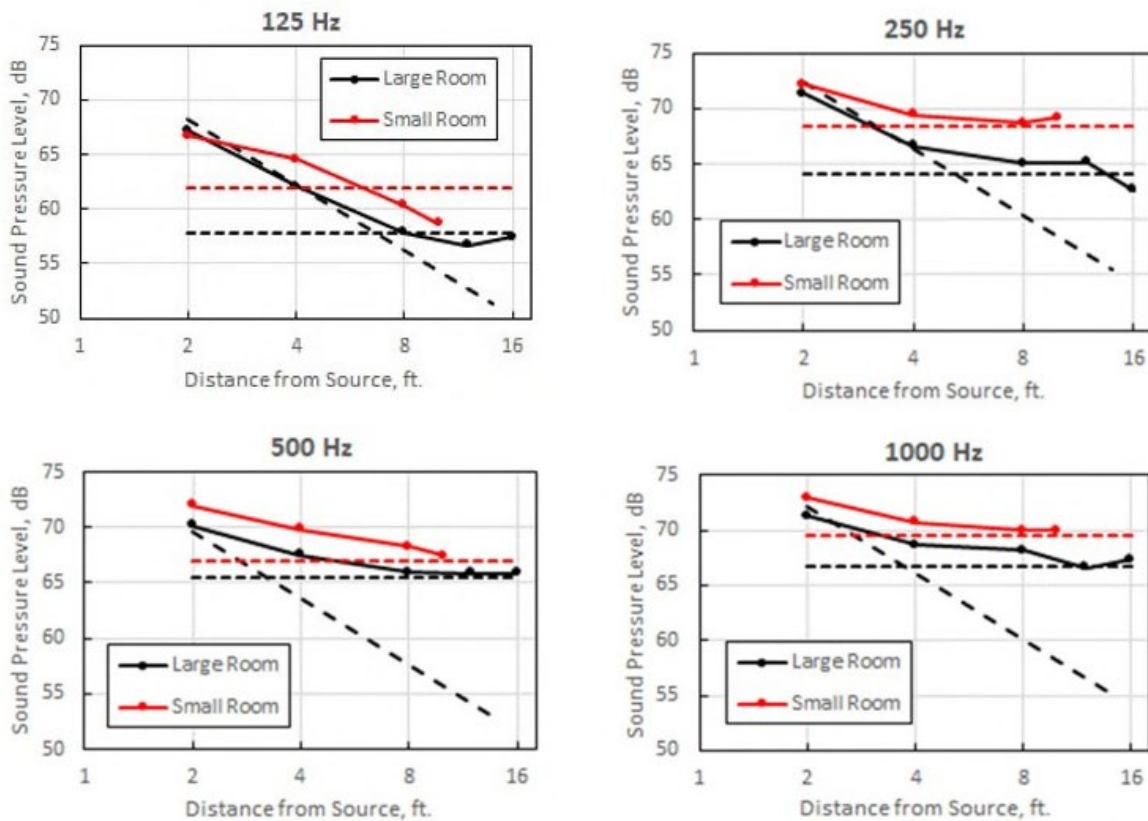 125 Hz
75
70
65
60
55
50
Sound Pressure Level, dB
Large Room
Small Room
1
2
4
8
16
Distance from Source, ft.
250 Hz
75
70
65
60
55
50
Sound Pressure Level, dB
Large Room
Small Room
1
2
4
8
16
Distance from Source, ft.
500 Hz
75
70
65
60
55
50
Sound Pressure Level, dB
Large Room
Small Room
1
2
4
8
16
Distance from Source, ft.
1000 Hz
75
70
65
60
55
50
Sound Pressure Level, dB
Large Room
Small Room
1
2
4
8
16
Distance from Source, ft.